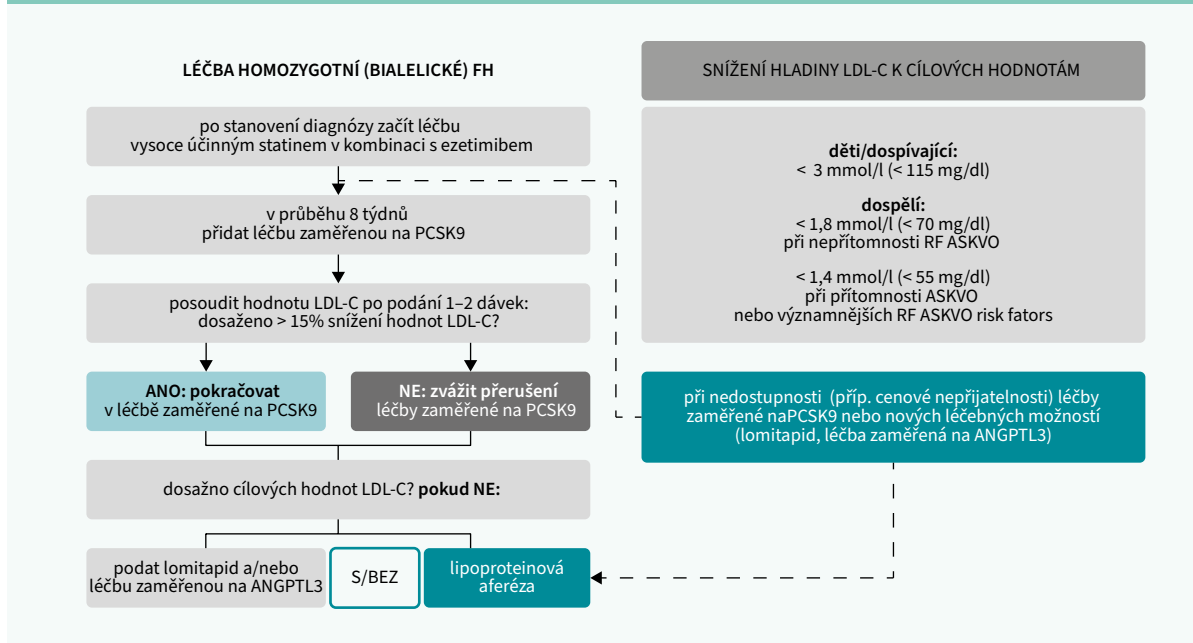 LÉČBA HOMOZYGOTNÍ (BIALELICKÉ) FH
po stanovení diagnózy začít léčbu
vysoce účinným statinem v kombinaci s ezetimibem
v průběhu 8 týdnů
přidat léčbu zaměřenou na PCSK9
posoudit hodnotu LDL-C po podání 1–2 dávek:
dosaženo > 15% snížení hodnot LDL-C?
ANO: pokračovat
v léčbě zaměřené na PCSK9
NE: zvážit přerušení
léčby zaměřené na PCSK9
dosažno cílových hodnot LDL-C? pokud NE:
podat lomitapid a/nebo
léčbu zaměřenou na ANGPTL3
S/BEZ
lipoproteinová
aferéza
SNÍŽENÍ HLADINY LDL-C K CÍLOVÝCH HODNOTÁM
děti/dospívající:
< 3 mmol/l (< 115 mg/dl)
dospělí:
< 1,8 mmol/l (< 70 mg/dl)
při nepřítomnosti RF ASKVO
< 1,4 mmol/l (< 55 mg/dl)
při přítomnosti ASKVO
nebo významnějších RF ASKVO risk fators
při nedostupnosti (příp. cenové nepřijatelnosti) léčby
zaměřené naPCSK9 nebo nových léčebných možností
(lomitapid, léčba zaměřená na ANGPTL3)